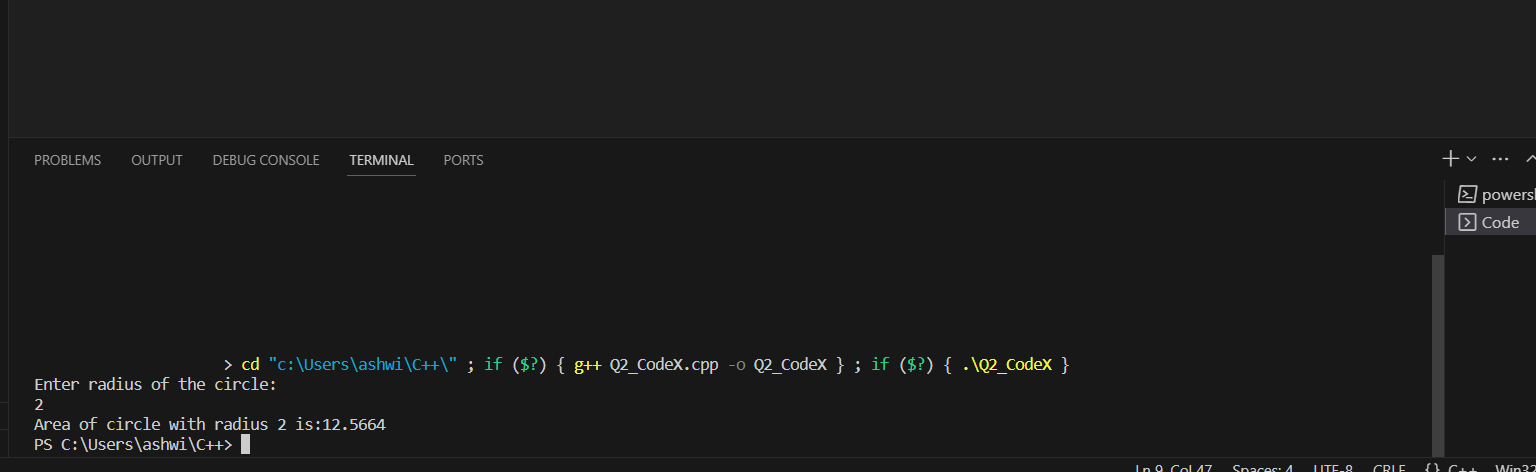 PROBLEMS OUTPUT DEBUG CONSOLE TERMINAL PORTS
powersh
Code
> cd "c:\Users\ashwi\C++\" ; if ($?) { g++ Q2_CodeX.cpp -o Q2_CodeX } ; if ($?) { .\Q2_CodeX }
Enter radius of the circle:
2
Area of circle with radius 2 is:12.5664
PS C:\Users\ashwi\C++>
Ln 9, Col 47 Spaces: 4 UTF-8 CRLF {} C++ Win32